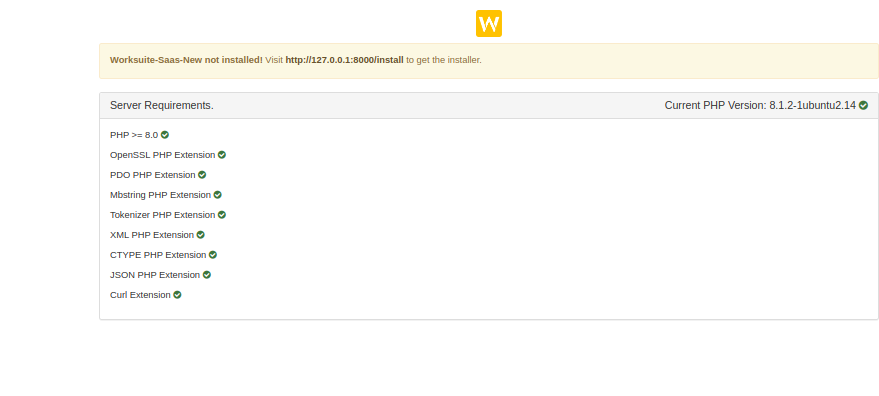 W
Worksuite-Saas-New not installed! Visit http://127.0.0.1:8000/install to get the installer.
Server Requirements. Current PHP Version: 8.1.2-1ubuntu2.14
PHP >= 8.0
OpenSSL PHP Extension
PDO PHP Extension
Mbstring PHP Extension
Tokenizer PHP Extension
XML PHP Extension
CTYPE PHP Extension
JSON PHP Extension
Curl Extension